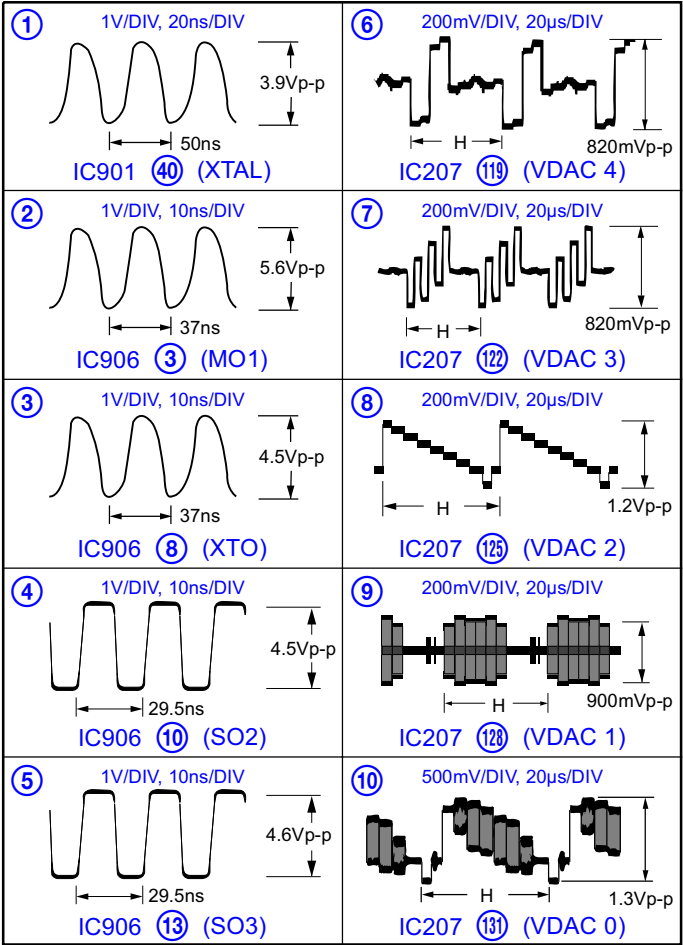 ① 1V/DIV, 20ns/DIV
3.9Vp-p
50ns
IC901 ㊵ (XTAL)
② 1V/DIV, 10ns/DIV
5.6Vp-p
37ns
IC906 ③ (MO1)
③ 1V/DIV, 10ns/DIV
4.5Vp-p
37ns
IC906 ⑧ (XTO)
④ 1V/DIV, 10ns/DIV
4.5Vp-p
29.5ns
IC906 ⑩ (SO2)
⑤ 1V/DIV, 10ns/DIV
4.6Vp-p
29.5ns
IC906 ⑬ (SO3)
⑥ 200mV/DIV, 20µs/DIV
H
820mVp-p
IC207 119 (VDAC 4)
⑦ 200mV/DIV, 20µs/DIV
H
820mVp-p
IC207 122 (VDAC 3)
⑧ 200mV/DIV, 20µs/DIV
H
1.2Vp-p
IC207 125 (VDAC 2)
⑨ 200mV/DIV, 20µs/DIV
H
900mVp-p
IC207 128 (VDAC 1)
⑩ 500mV/DIV, 20µs/DIV
H
1.3Vp-p
IC207 131 (VDAC 0)